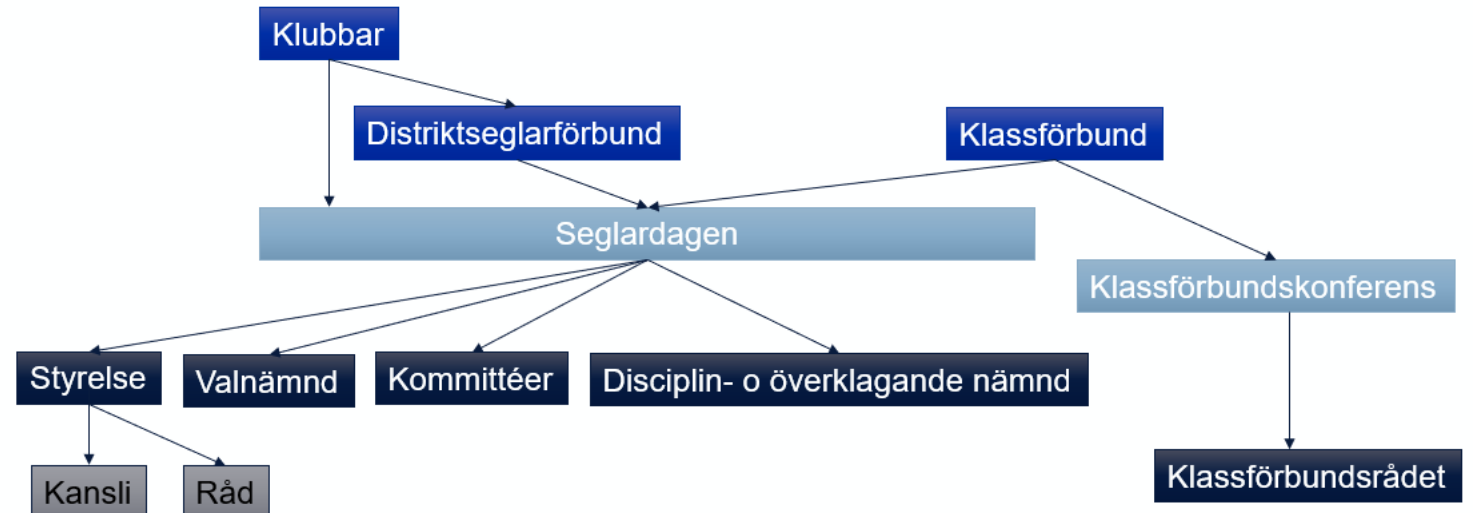 Klubbar
Distriktseglarförbund
Klassförbund
Seglardagen
Klassförbundskonferens
Styrelse
Valnämnd
Kommittéer
Disciplin- o överklagande nämnd
Klassförbundsrådet
Kansli
Råd